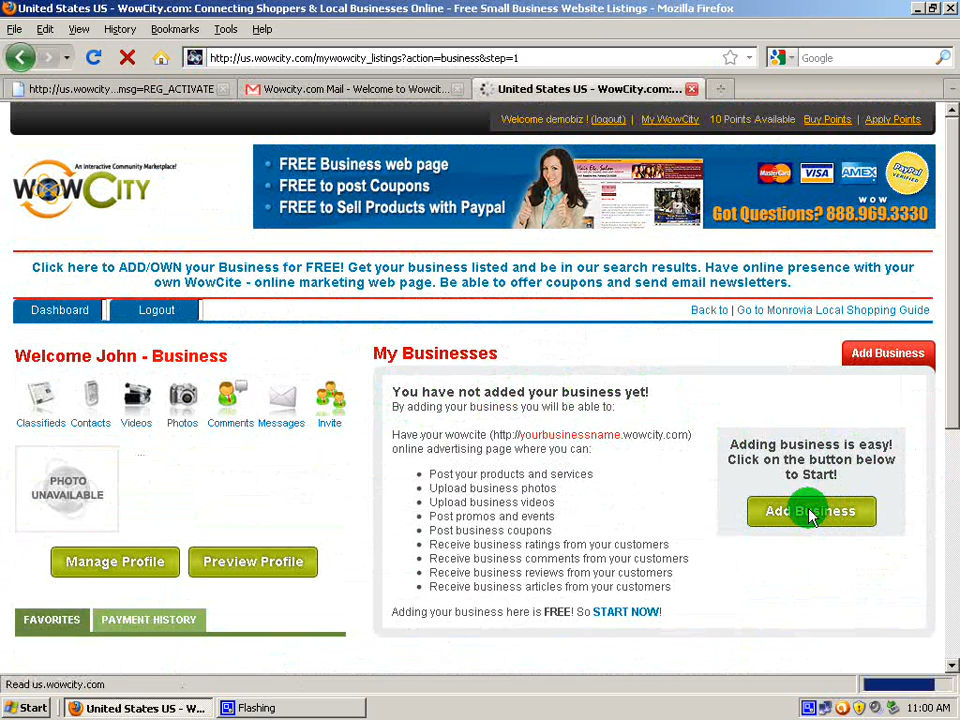 United States US - WowCity.com: Connecting Shoppers & Local Businesses Online - Free Small Business Website Listings - Mozilla Firefox
File Edit View History Bookmarks Tools Help
http://us.wowcity.com/mywowcity_listings?action=business&step=1
Google
http://us.wowcity....msg=REG_ACTIVATE
Wowcity.com Mail - Welcome to Wowcit...
United States US - WowCity.com:...
Welcome demobiz ! (logout) | My WowCity 10 Points Available Buy Points | Apply Points
An Interactive Community Marketplace!
WOWCITY
FREE Business web page
FREE to post Coupons
FREE to Sell Products with Paypal
MasterCard VISA AMEX PayPal VERIFIED
WOW
Got Questions? 888.969.3330
Click here to ADD/OWN your Business for FREE! Get your business listed and be in our search results. Have online presence with your
own WowCite - online marketing web page. Be able to offer coupons and send email newsletters.
Dashboard Logout Back to | Go to Monrovia Local Shopping Guide
Welcome John - Business
Classifieds Contacts Videos Photos Comments Messages Invite
PHOTO
UNAVAILABLE
...
Manage Profile Preview Profile
FAVORITES PAYMENT HISTORY
My Businesses
Add Business
You have not added your business yet!
By adding your business you will be able to:
Have your wowcite (http://yourbusinessname.wowcity.com)
online advertising page where you can:
Post your products and services
Upload business photos
Upload business videos
Post promos and events
Post business coupons
Receive business ratings from your customers
Receive business comments from your customers
Receive business reviews from your customers
Receive business articles from your customers
Adding your business here is FREE! So START NOW!
Adding business is easy!
Click on the button below
to Start!
Add Business
Read us.wowcity.com
Start
United States US - W...
Flashing
11:00 AM